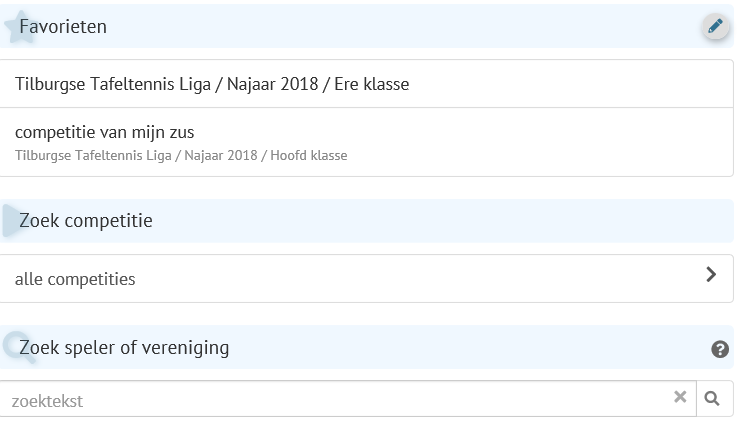 Favorieten
Tilburgse Tafeltennis Liga / Najaar 2018 / Ere klasse
competitie van mijn zus
Tilburgse Tafeltennis Liga / Najaar 2018 / Hoofd klasse
Zoek competitie
alle competities
Zoek speler of vereniging
zoektekst